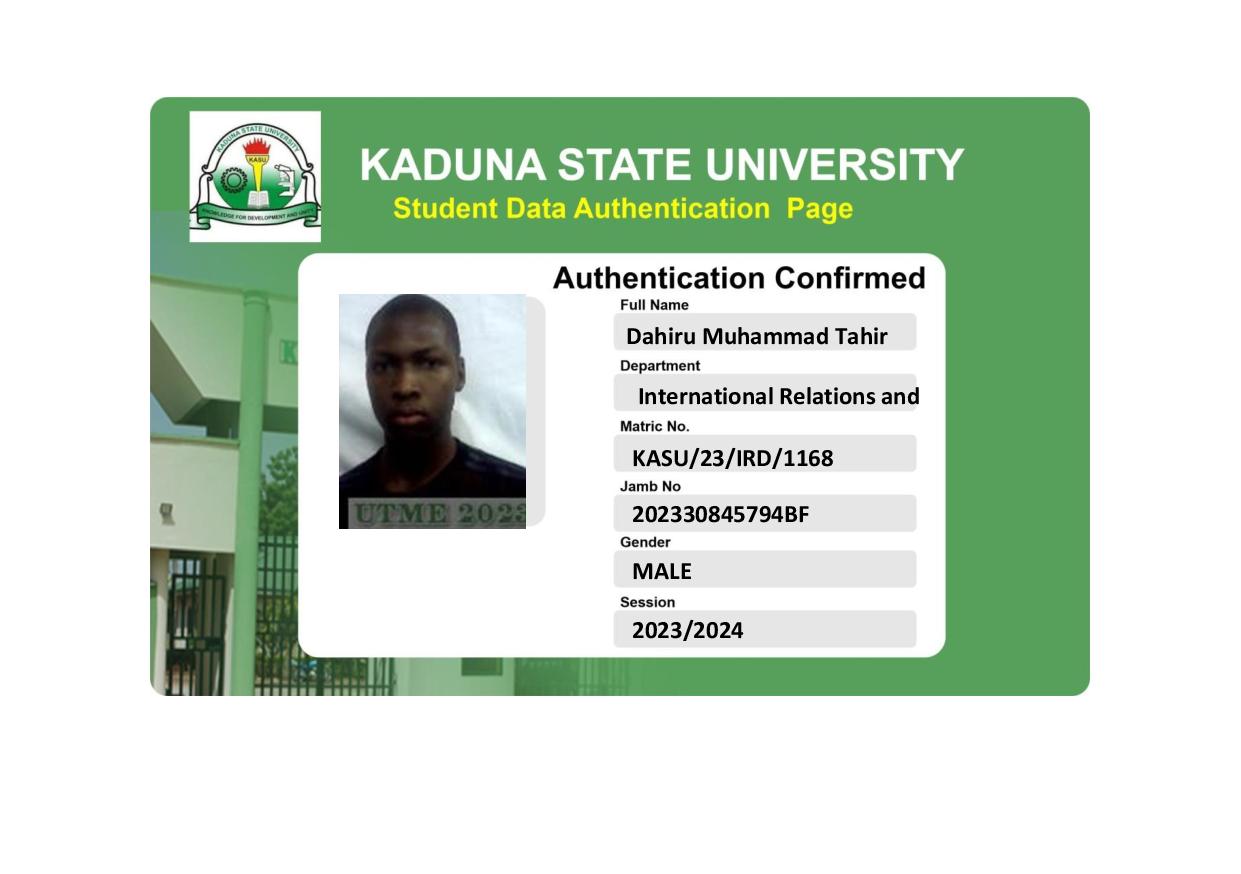 KADUNA STATE UNIVERSITY
KASU
KNOWLEDGE FOR DEVELOPMENT AND UNITY
KADUNA STATE UNIVERSITY
Student Data Authentication Page
Authentication Confirmed
Full Name
Dahiru Muhammad Tahir
Department
International Relations and
Matric No.
KASU/23/IRD/1168
Jamb No
202330845794BF
Gender
MALE
Session
2023/2024
UTME 2023
K